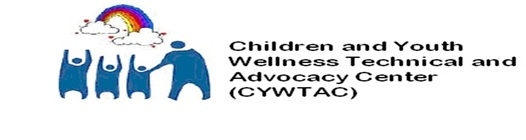 Children and Youth
Wellness Technical and
Advocacy Center
(CYWTAC)